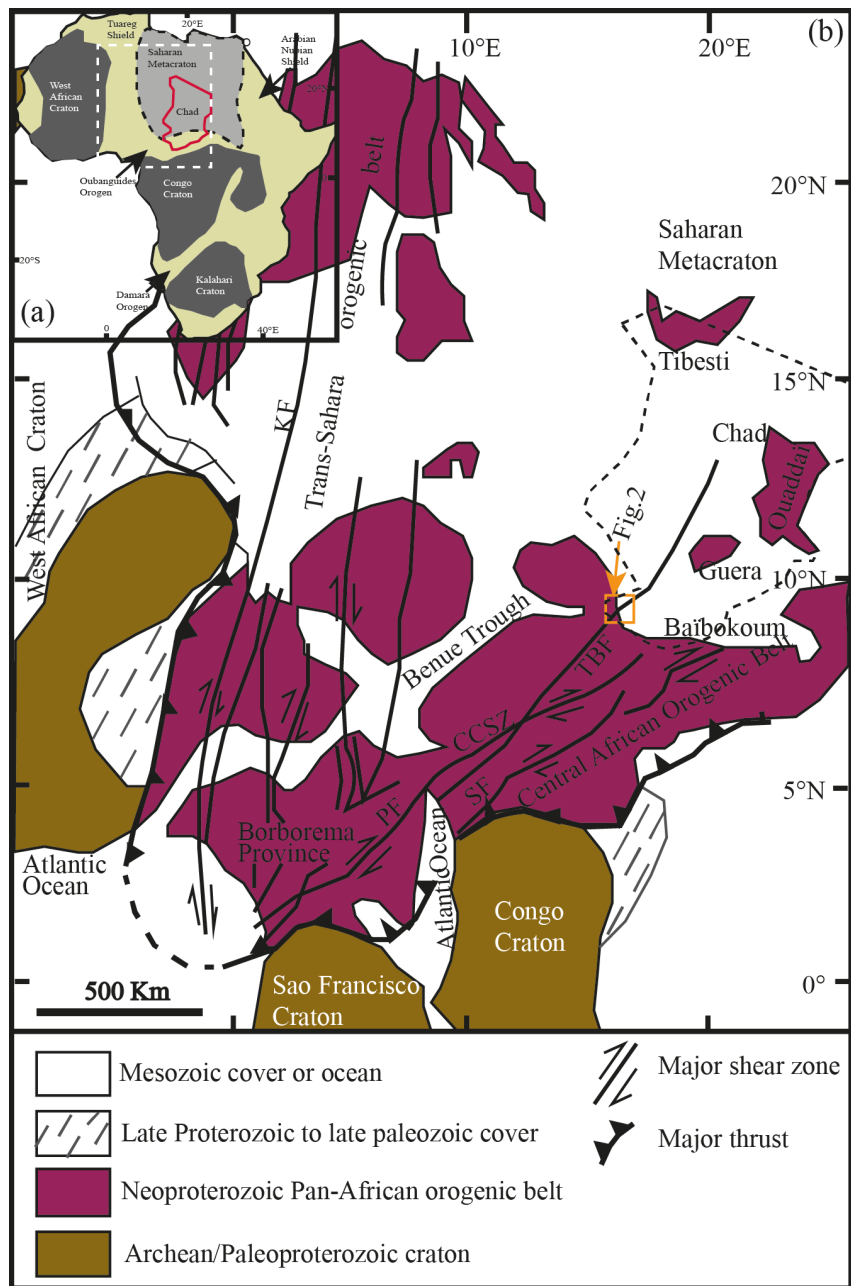 Tuareg
Shield
20°E
Saharan
Metacraton
Arabian
Nubian
Shield
20°N
West
African
Craton
Chad
Oubanguides
Orogen
Congo
Craton
20°S
Damara
Orogen
Kalahari
Craton
(a)
0
40°E
10°E
20°E
(b)
20°N
15°N
10°N
5°N
0°
Saharan
Metacraton
Tibesti
Chad
Ouaddai
Guera
Fig.2
Baïbokoum
Trans-Sahara orogenic belt
KF
West African Craton
Benue Trough
TBF
CCSZ
SF
PF
Central African Orogenic Belt
Borborema
Province
Atlantic
Ocean
Atlantic Ocean
Congo
Craton
Sao Francisco
Craton
500 Km
Mesozoic cover or ocean
Late Proterozoic to late paleozoic cover
Neoproterozoic Pan-African orogenic belt
Archean/Paleoproterozoic craton
Major shear zone
Major thrust